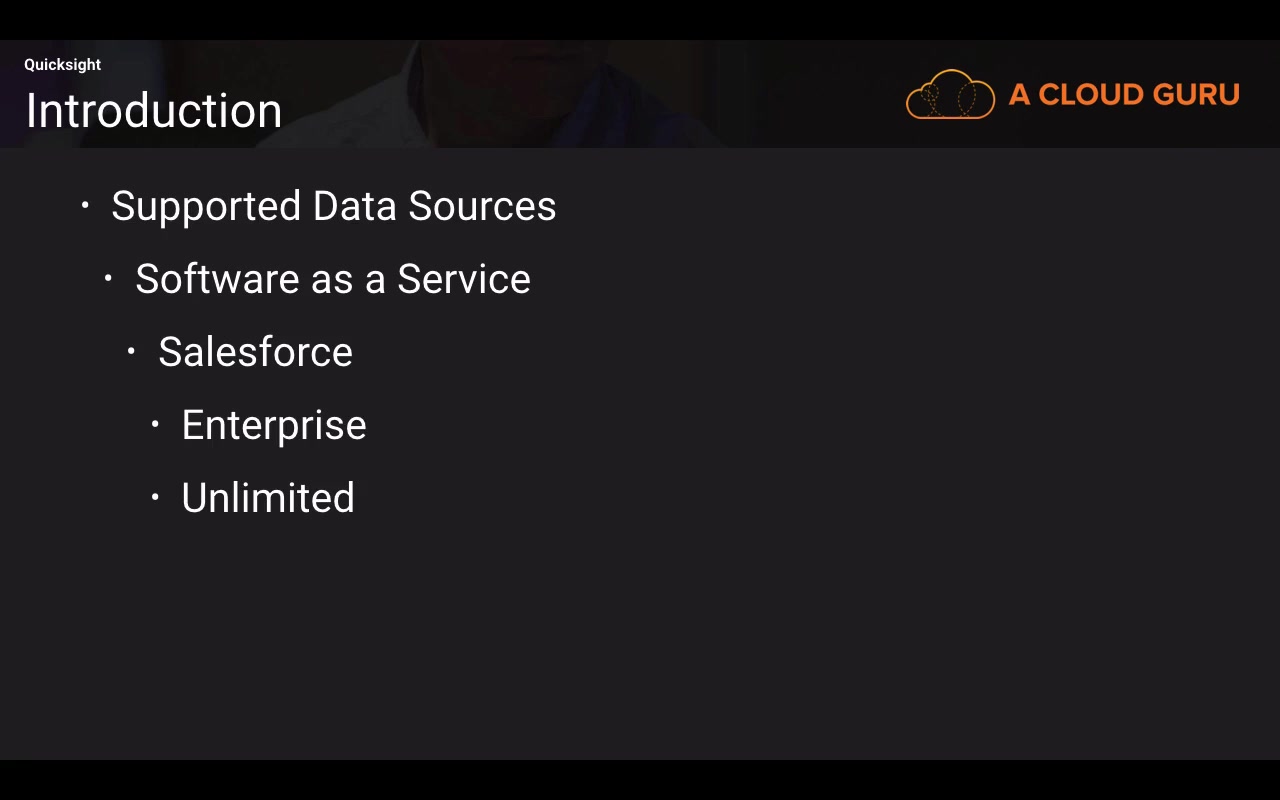 Quicksight
Introduction
A CLOUD GURU
• Supported Data Sources
• Software as a Service
• Salesforce
• Enterprise
• Unlimited